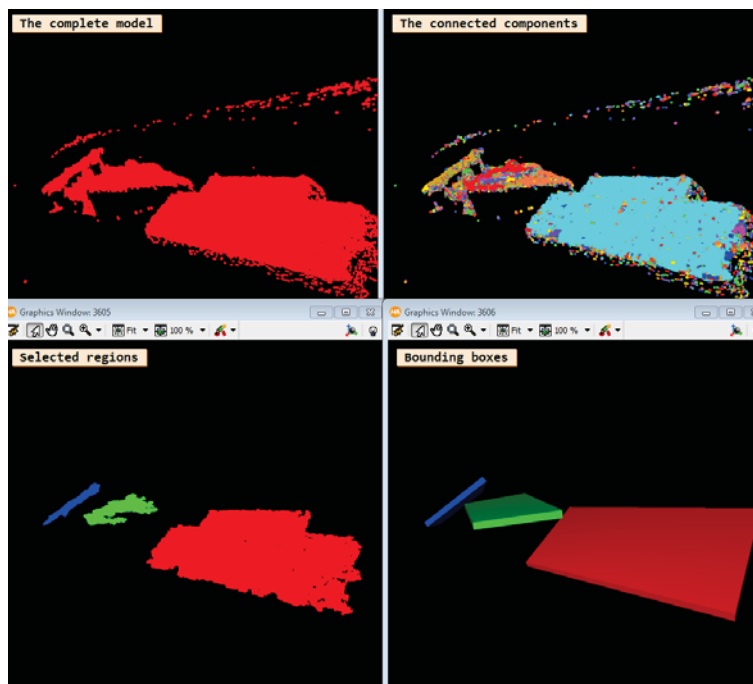 The complete model
The connected components
Graphics Window: 3605
Graphics Window: 3606
Fit
100 %
Fit
100 %
Selected regions
Bounding boxes